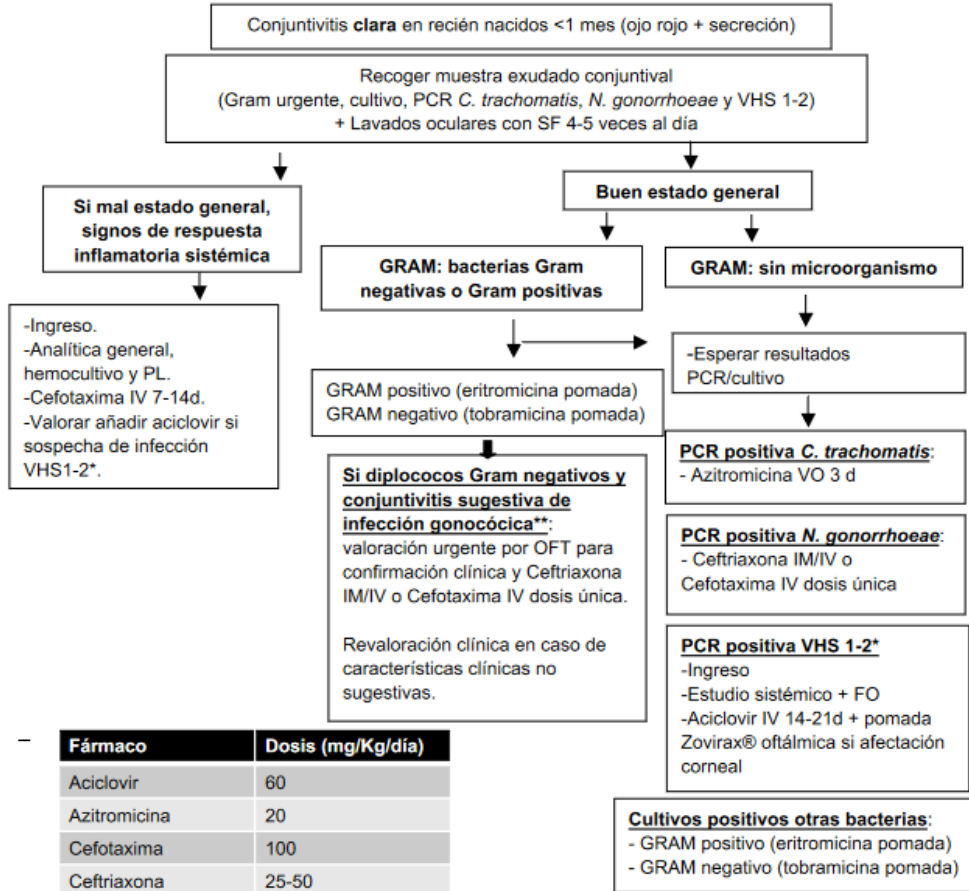 Conjuntivitis clara en recién nacidos <1 mes (ojo rojo + secreción)
Recoger muestra exudado conjuntival
(Gram urgente, cultivo, PCR C. trachomatis, N. gonorrhoeae y VHS 1-2)
+ Lavados oculares con SF 4-5 veces al día
Si mal estado general,
signos de respuesta
inflamatoria sistémica
Buen estado general
GRAM: bacterias Gram
negativas o Gram positivas
GRAM: sin microorganismo
-Ingreso.
-Analítica general,
hemocultivo y PL.
-Cefotaxima IV 7-14d.
-Valorar añadir aciclovir si
sospecha de infección
VHS1-2*.
-Esperar resultados
PCR/cultivo
GRAM positivo (eritromicina pomada)
GRAM negativo (tobramicina pomada)
Si diplococos Gram negativos y
conjuntivitis sugestiva de
infección gonocócica**:
valoración urgente por OFT para
confirmación clínica y Ceftriaxona
IM/IV o Cefotaxima IV dosis única.
Revaloración clínica en caso de
características clínicas no
sugestivas.
PCR positiva C. trachomatis:
- Azitromicina VO 3 d
PCR positiva N. gonorrhoeae:
- Ceftriaxona IM/IV o
Cefotaxima IV dosis única
PCR positiva VHS 1-2*
-Ingreso
-Estudio sistémico + FO
-Aciclovir IV 14-21d + pomada
Zovirax® oftálmica si afectación
corneal
Cultivos positivos otras bacterias:
- GRAM positivo (eritromicina pomada)
- GRAM negativo (tobramicina pomada)
–
Fármaco Dosis (mg/Kg/día)
Aciclovir 60
Azitromicina 20
Cefotaxima 100
Ceftriaxona 25-50